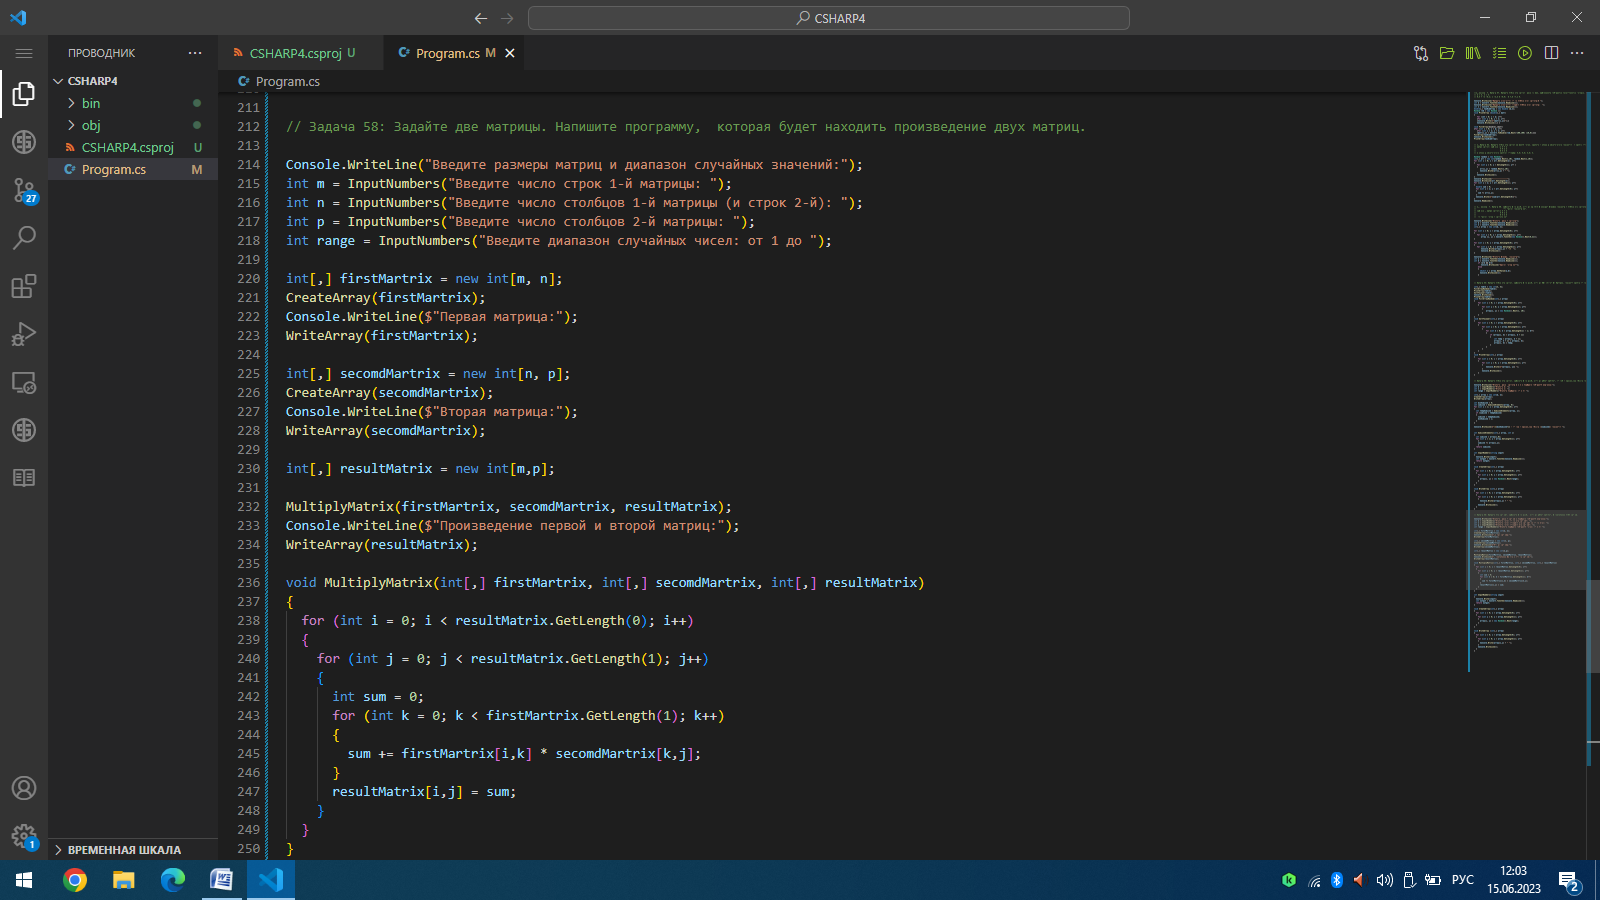 CSHARP4
ПРОВОДНИК
CSHARP4.csproj U
Program.cs M
CSHARP4
Program.cs
bin
obj
CSHARP4.csproj U
Program.cs M
27
1
ВРЕМЕННАЯ ШКАЛА
211
212 // Задача 58: Задайте две матрицы. Напишите программу,  которая будет находить произведение двух матриц.
213
214 Console.WriteLine("Введите размеры матриц и диапазон случайных значений:");
215 int m = InputNumbers("Введите число строк 1-й матрицы: ");
216 int n = InputNumbers("Введите число столбцов 1-й матрицы (и строк 2-й): ");
217 int p = InputNumbers("Введите число столбцов 2-й матрицы: ");
218 int range = InputNumbers("Введите диапазон случайных чисел: от 1 до ");
219
220 int[,] firstMartrix = new int[m, n];
221 CreateArray(firstMartrix);
222 Console.WriteLine($"Первая матрица:");
223 WriteArray(firstMartrix);
224
225 int[,] secomdMartrix = new int[n, p];
226 CreateArray(secomdMartrix);
227 Console.WriteLine($"Вторая матрица:");
228 WriteArray(secomdMartrix);
229
230 int[,] resultMatrix = new int[m,p];
231
232 MultiplyMatrix(firstMartrix, secomdMartrix, resultMatrix);
233 Console.WriteLine($"Произведение первой и второй матриц:");
234 WriteArray(resultMatrix);
235
236 void MultiplyMatrix(int[,] firstMartrix, int[,] secomdMartrix, int[,] resultMatrix)
237 {
238   for (int i = 0; i < resultMatrix.GetLength(0); i++)
239   {
240     for (int j = 0; j < resultMatrix.GetLength(1); j++)
241     {
242       int sum = 0;
243       for (int k = 0; k < firstMartrix.GetLength(1); k++)
244       {
245         sum += firstMartrix[i,k] * secomdMartrix[k,j];
246       }
247       resultMatrix[i,j] = sum;
248     }
249   }
250 }
РУС
12:03
15.06.2023
2